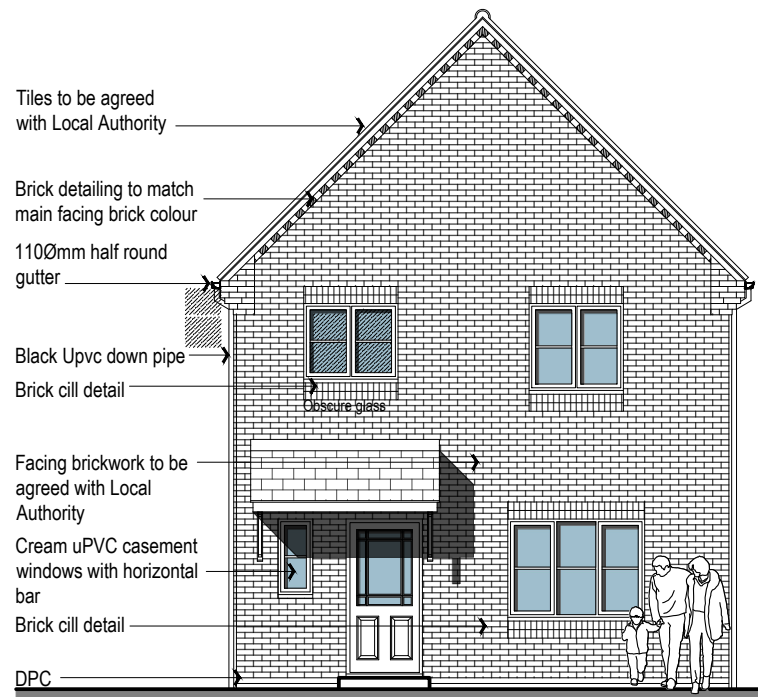 Tiles to be agreed
with Local Authority
Brick detailing to match
main facing brick colour
110Ømm half round
gutter
Black Upvc down pipe
Brick cill detail
Obscure glass
Facing brickwork to be
agreed with Local
Authority
Cream uPVC casement
windows with horizontal
bar
Brick cill detail
DPC